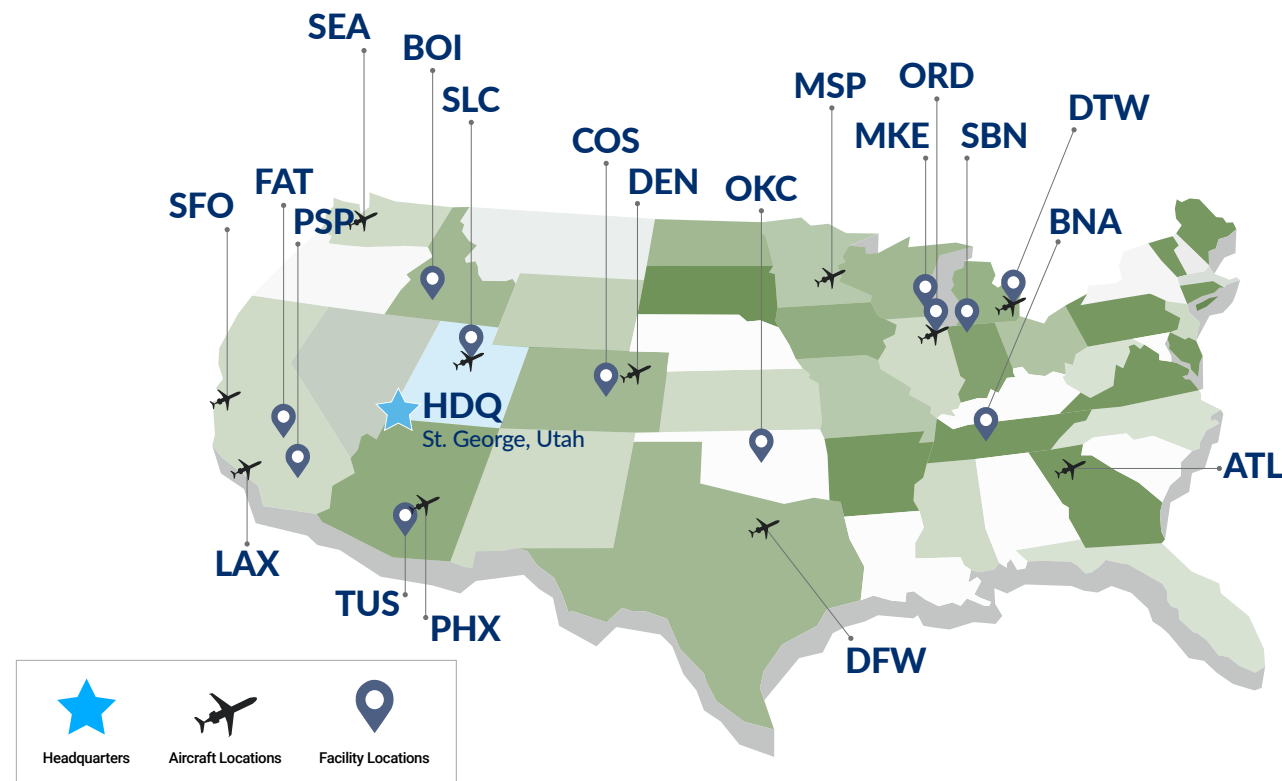 SEA
BOI
SLC
MSP
ORD
DTW
MKE
SBN
COS
DEN
OKC
FAT
SFO
PSP
BNA
HDQ
St. George, Utah
ATL
LAX
TUS
PHX
DFW
Headquarters
Aircraft Locations
Facility Locations